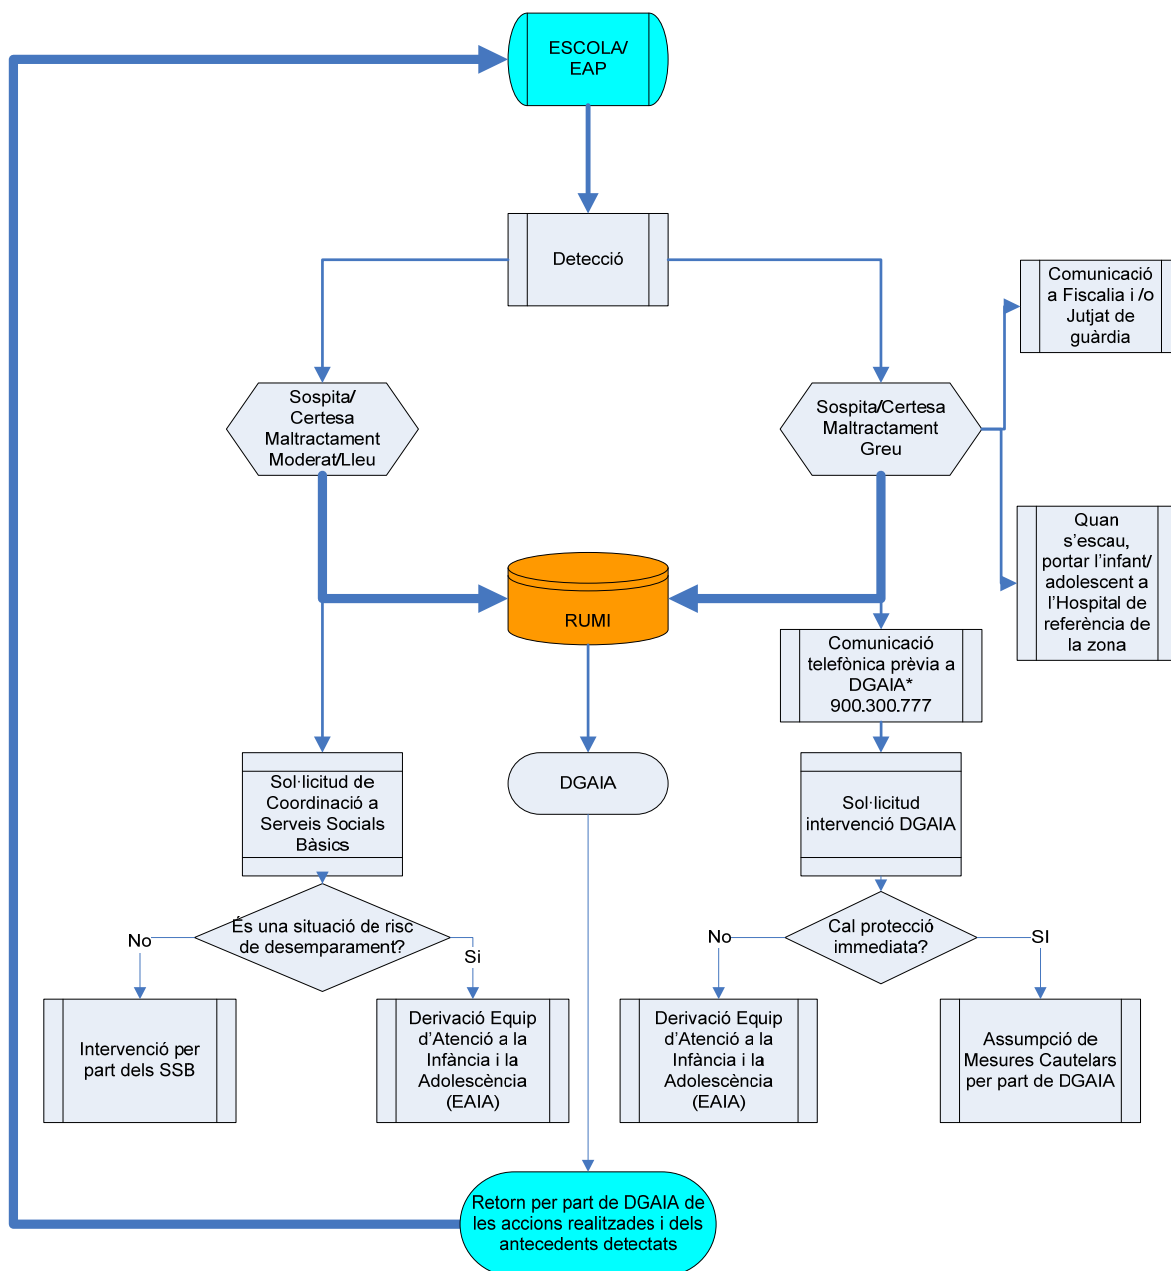 ESCOLA/
EAP
Detecció
Comunicació
a Fiscalia i /o
Jutjat de
guàrdia
Sospita/
Certesa
Maltractament
Moderat/Lleu
Sospita/Certesa
Maltractament
Greu
Quan
s'escau,
portar l'infant/
adolescent a
l'Hospital de
referència de
la zona
RUMI
Comunicació
telefònica prèvia a
DGAIA*
900.300.777
Sol·licitud de
Coordinació a
Serveis Socials
Bàsics
DGAIA
Sol·licitud
intervenció DGAIA
És una situació de risc
de desemparament?
No
Si
Cal protecció
immediata?
No
SI
Intervenció per
part dels SSB
Derivació Equip
d'Atenció a la
Infància i la
Adolescència
(EAIA)
Derivació Equip
d'Atenció a la
Infància i la
Adolescència
(EAIA)
Assumpció de
Mesures Cautelars
per part de DGAIA
Retorn per part de DGAIA de
les accions realitzades i dels
antecedents detectats